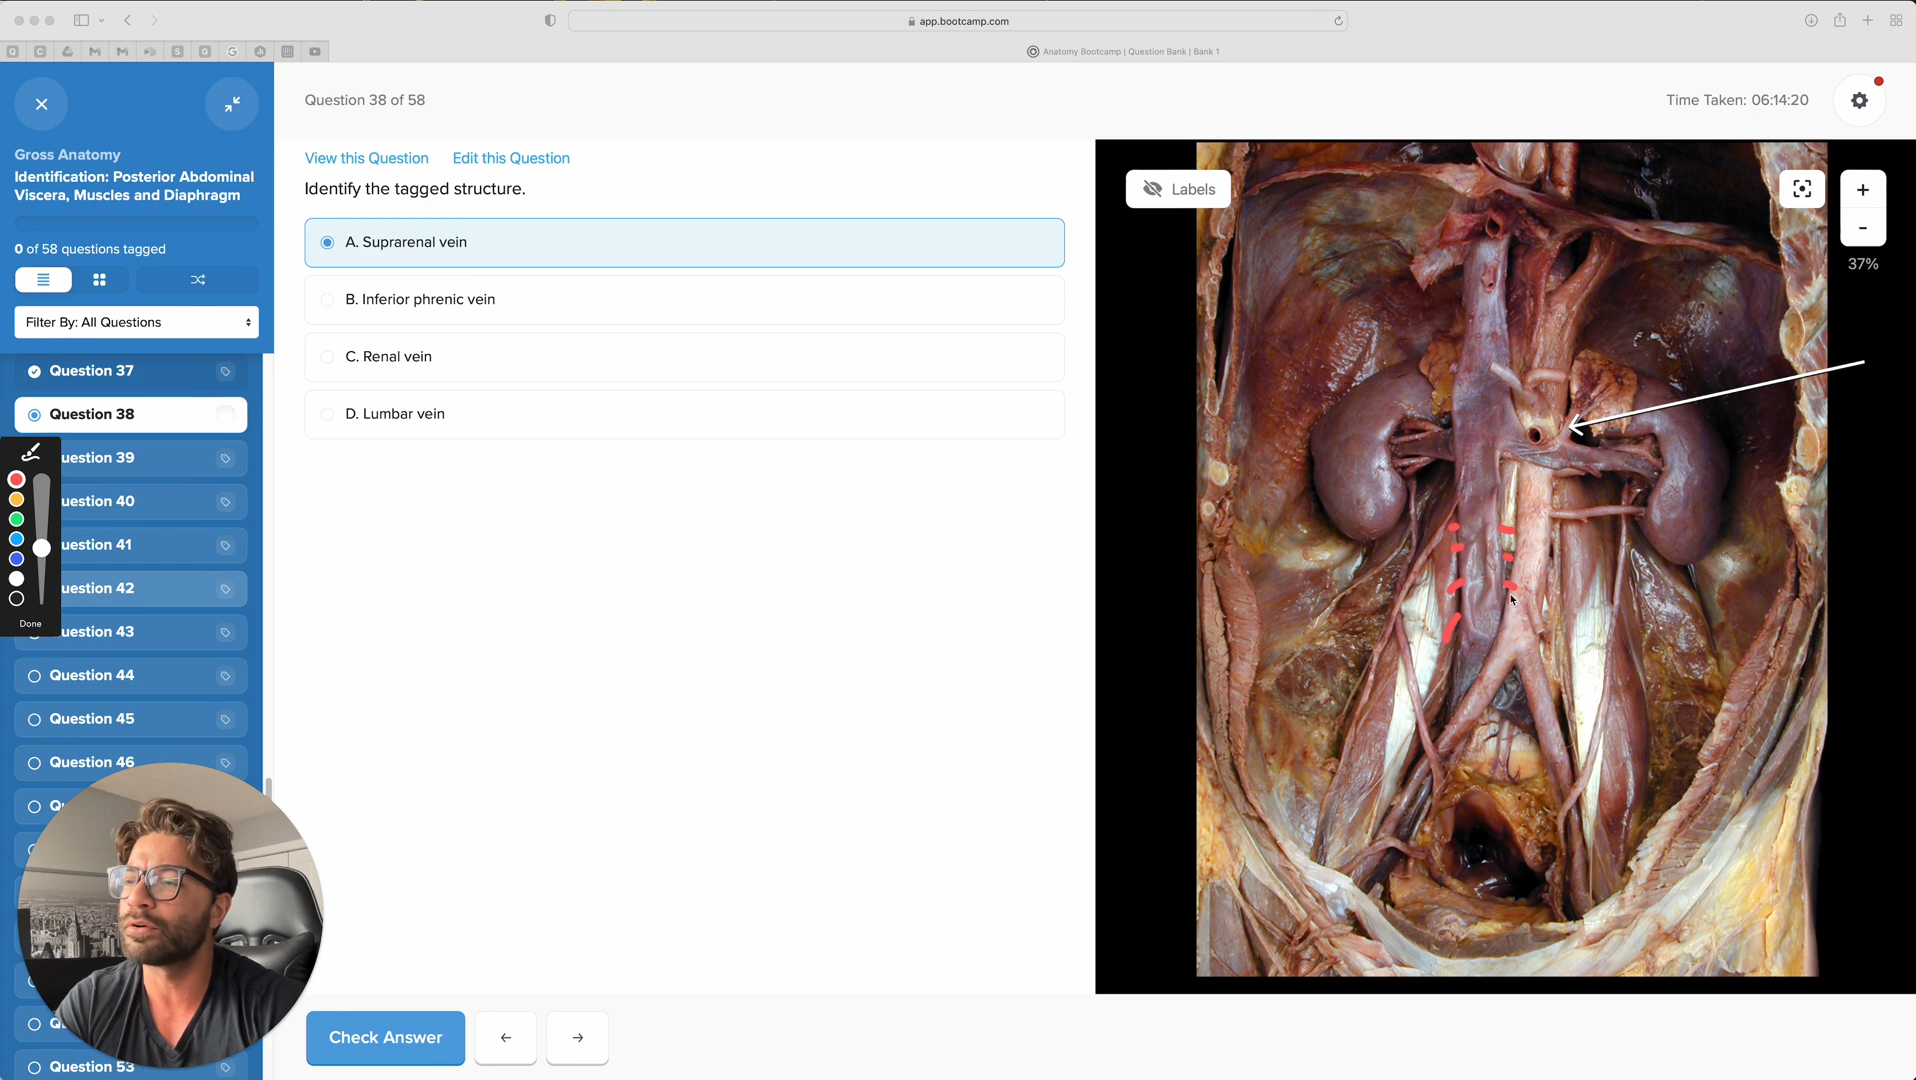 app.bootcamp.com
Anatomy Bootcamp | Question Bank | Bank 1
Gross Anatomy
Identification: Posterior Abdominal
Viscera, Muscles and Diaphragm
0 of 58 questions tagged
Filter By: All Questions
Question 37
Question 38
uestion 39
uestion 40
uestion 41
uestion 42
uestion 43
Question 44
Question 45
Question 46
Question 53
Done
Question 38 of 58
Time Taken: 06:14:20
View this Question Edit this Question
Identify the tagged structure.
A. Suprarenal vein
B. Inferior phrenic vein
C. Renal vein
D. Lumbar vein
Check Answer
Labels
+
-
37%